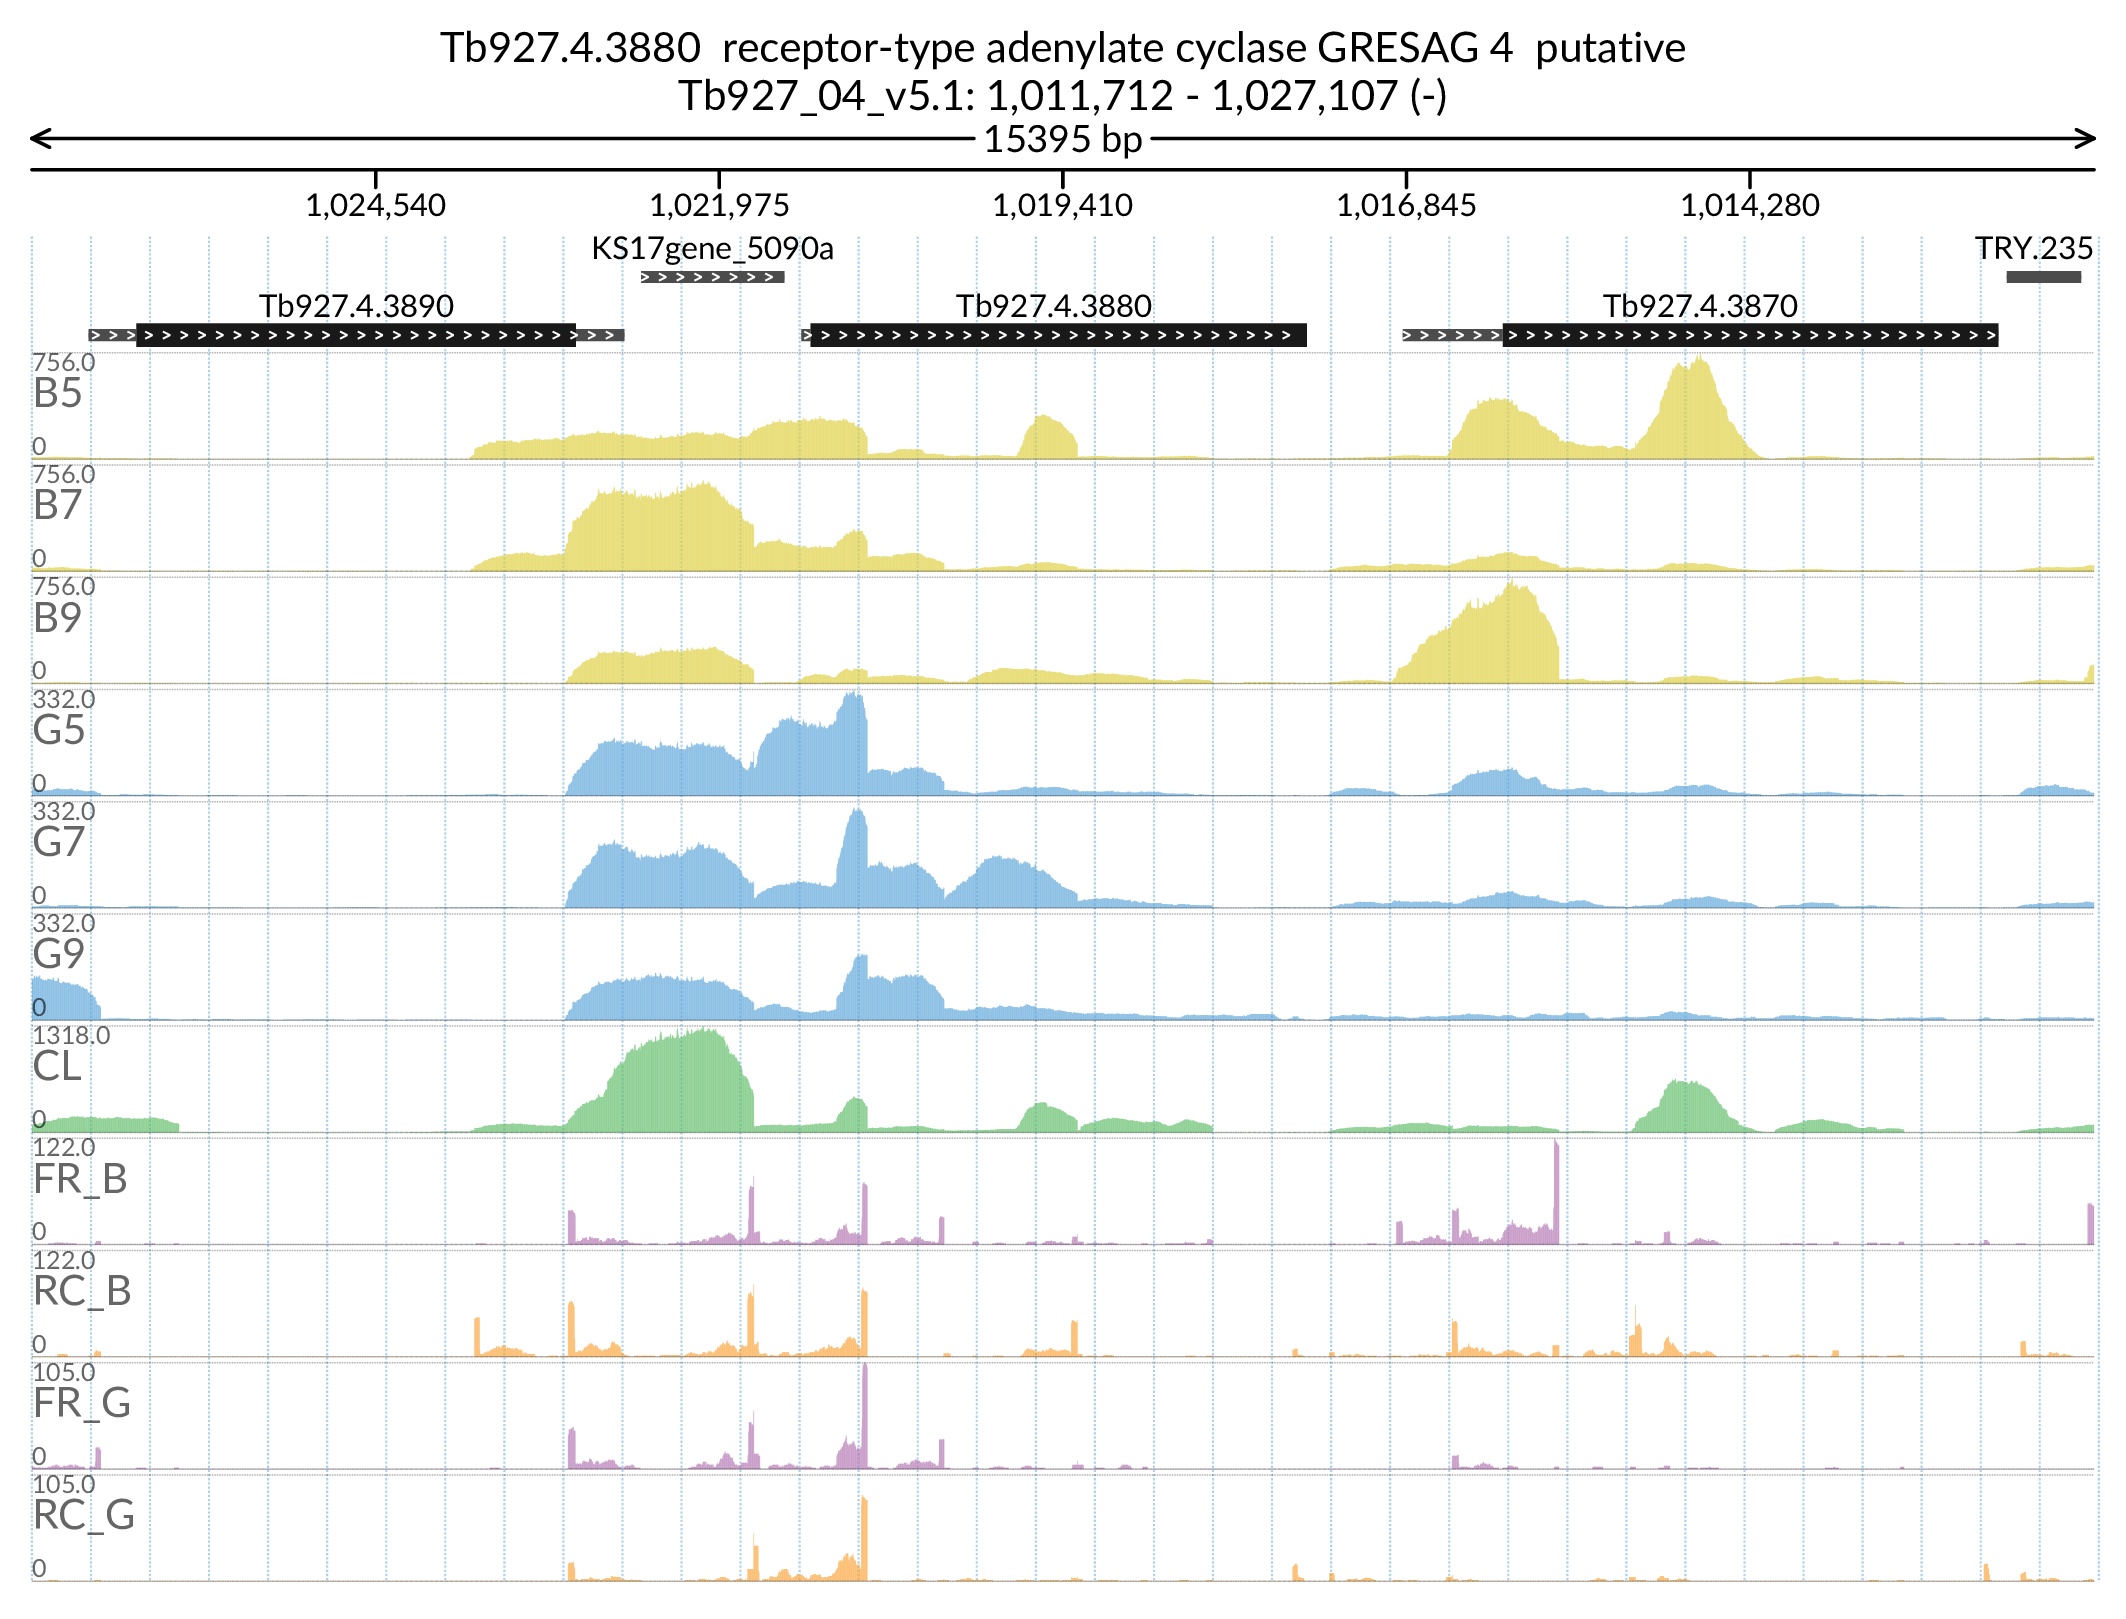 Tb927.4.3880  receptor-type adenylate cyclase GRESAG 4  putative
Tb927_04_v5.1: 1,011,712 - 1,027,107 (-)
15395 bp
1,024,540 1,021,975 1,019,410 1,016,845 1,014,280
KS17gene_5090a TRY.235
Tb927.4.3890 Tb927.4.3880 Tb927.4.3870
756.0
B5
0
756.0
B7
0
756.0
B9
0
332.0
G5
0
332.0
G7
0
332.0
G9
0
1318.0
CL
0
122.0
FR_B
0
122.0
RC_B
0
105.0
FR_G
0
105.0
RC_G
0